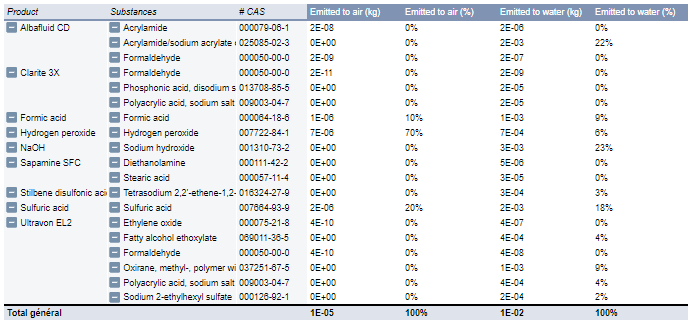 Product Substances # CAS Emitted to air (kg) Emitted to air (%) Emitted to water (kg) Emitted to water (%)
Albafluid CD Acrylamide 000079-06-1 2E-08 0% 2E-06 0%
Acrylamide/sodium acrylate 025085-02-3 0E+00 0% 2E-03 22%
Formaldehyde 000050-00-0 2E-09 0% 2E-07 0%
Clarite 3X Formaldehyde 000050-00-0 2E-11 0% 2E-09 0%
Phosphonic acid, disodium s 013708-85-5 0E+00 0% 2E-05 0%
Polyacrylic acid, sodium salt 009003-04-7 0E+00 0% 2E-05 0%
Formic acid Formic acid 000064-18-6 1E-06 10% 1E-03 9%
Hydrogen peroxide Hydrogen peroxide 007722-84-1 7E-06 70% 7E-04 6%
NaOH Sodium hydroxide 001310-73-2 0E+00 0% 3E-03 23%
Sapamine SFC Diethanolamine 000111-42-2 0% 5E-06 0%
Stearic acid 000057-11-4 0E+00 0% 3E-05 0%
Stilbene disulfonic acid Tetrasodium 2,2'-ethene-1,2- 016324-27-9 0E+00 0% 3E-04 3%
Sulfuric acid Sulfuric acid 007664-93-9 2E-06 20% 2E-03 18%
Ultravon EL2 Ethylene oxide 000075-21-8 4E-10 0% 4E-07 0%
Fatty alcohol ethoxylate 069011-36-5 0E+00 0% 4E-04 4%
Formaldehyde 000050-00-0 4E-10 0% 4E-08 0%
Oxirane, methyl-, polymer wi 037251-67-5 0E+00 0% 1E-03 9%
Polyacrylic acid, sodium salt 009003-04-7 0E+00 0% 4E-04 4%
Sodium 2-ethylhexyl sulfate 000126-92-1 0E+00 0% 2E-04 2%
Total général 1E-05 100% 1E-02 100%